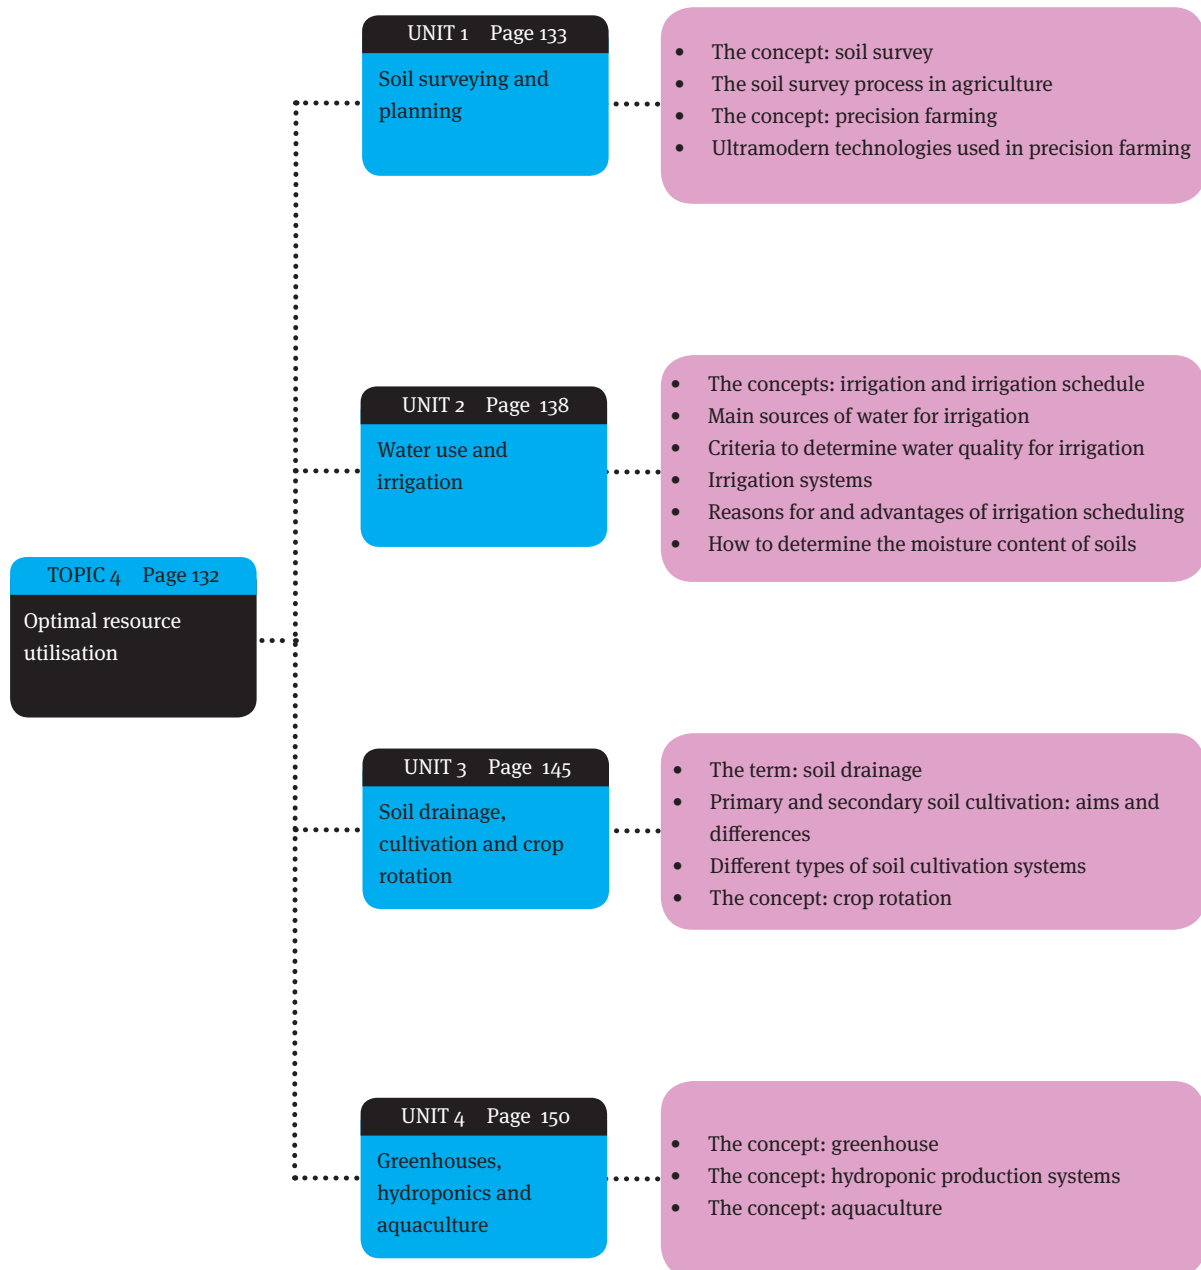 UNIT 1 Page 133
Soil surveying and
planning
• The concept: soil survey
• The soil survey process in agriculture
• The concept: precision farming
• Ultramodern technologies used in precision farming
UNIT 2 Page 138
Water use and
irrigation
• The concepts: irrigation and irrigation schedule
• Main sources of water for irrigation
• Criteria to determine water quality for irrigation
• Irrigation systems
• Reasons for and advantages of irrigation scheduling
• How to determine the moisture content of soils
TOPIC 4 Page 132
Optimal resource
utilisation
UNIT 3 Page 145
Soil drainage,
cultivation and crop
rotation
• The term: soil drainage
• Primary and secondary soil cultivation: aims and
differences
• Different types of soil cultivation systems
• The concept: crop rotation
UNIT 4 Page 150
Greenhouses,
hydroponics and
aquaculture
• The concept: greenhouse
• The concept: hydroponic production systems
• The concept: aquaculture